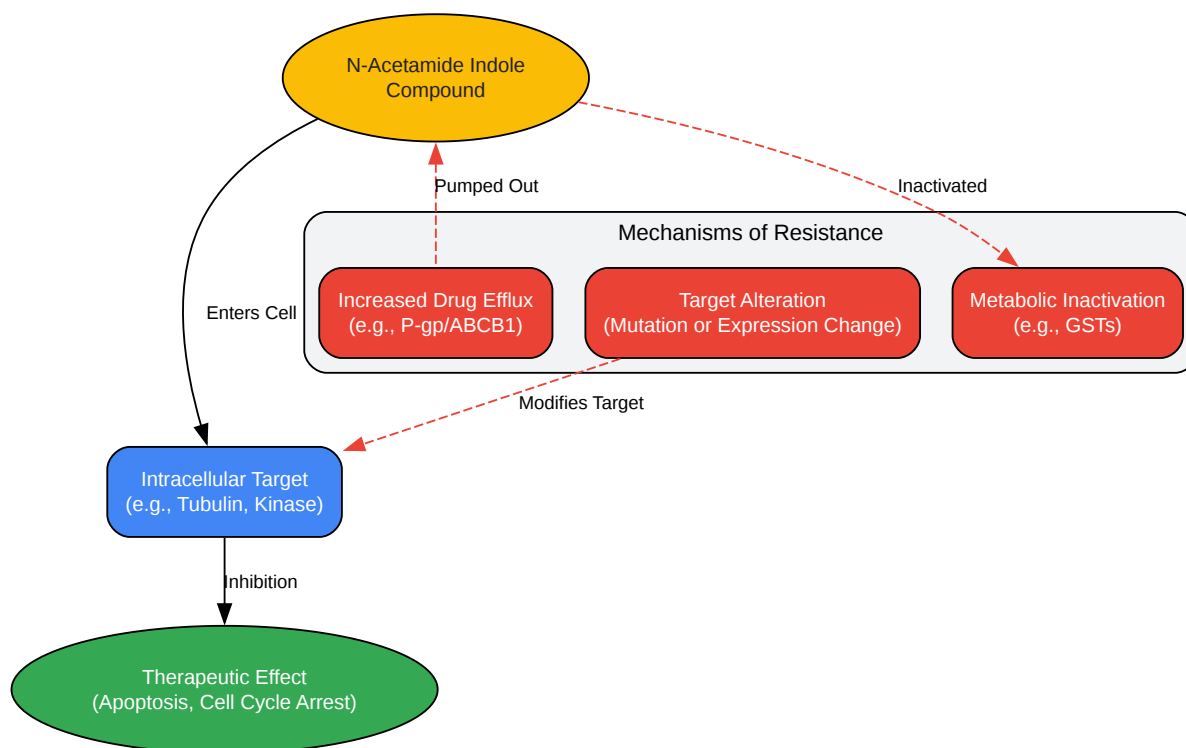 N-Acetamide Indole
Compound
Pumped Out
Inactivated
Mechanisms of Resistance
Increased Drug Efflux
(e.g., P-gp/ABCB1)
Target Alteration
(Mutation or Expression Change)
Metabolic Inactivation
(e.g., GSTs)
Enters Cell
Modifies Target
Intracellular Target
(e.g., Tubulin, Kinase)
Inhibition
Therapeutic Effect
(Apoptosis, Cell Cycle Arrest)